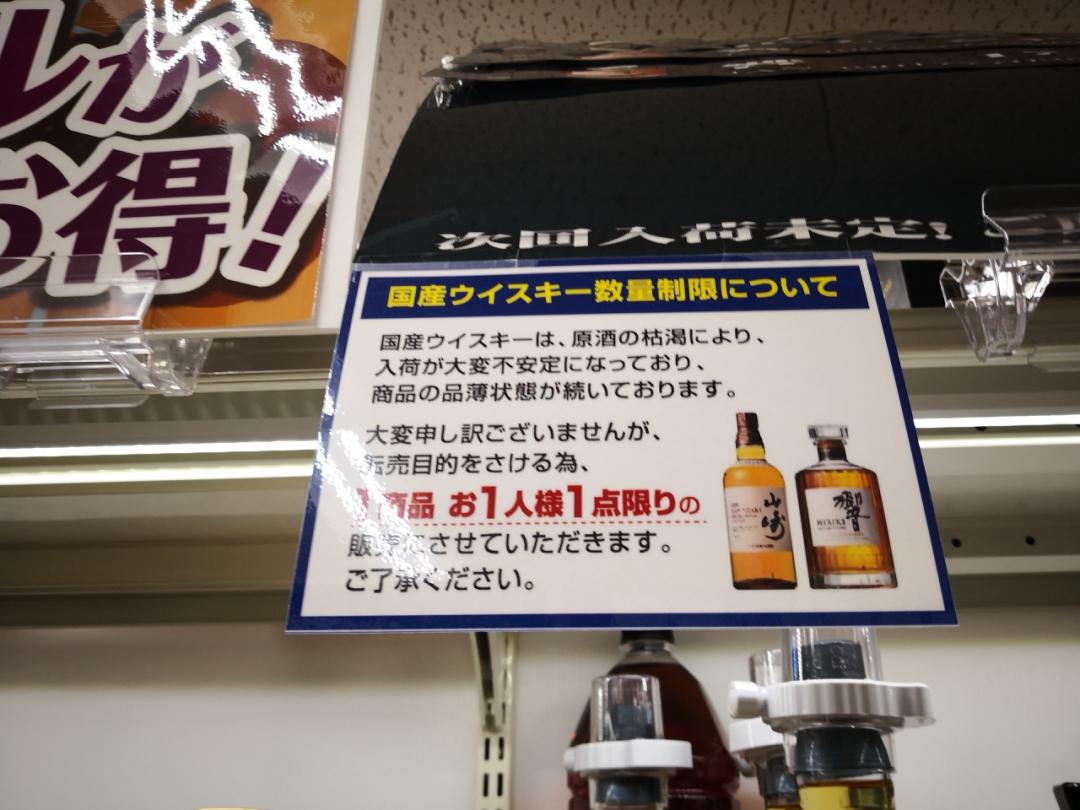 ルが
お得!
次回入荷未定!
国産ウイスキー数量制限について
国産ウイスキーは、原酒の枯渇により、
入荷が大変不安定になっており、
商品の品薄状態が続いております。
大変申し訳ございませんが、
転売目的をさける為、
1商品 お1人様1点限りの
販売にさせていただきます。
ご了承ください。
山崎
響
HIBIKI